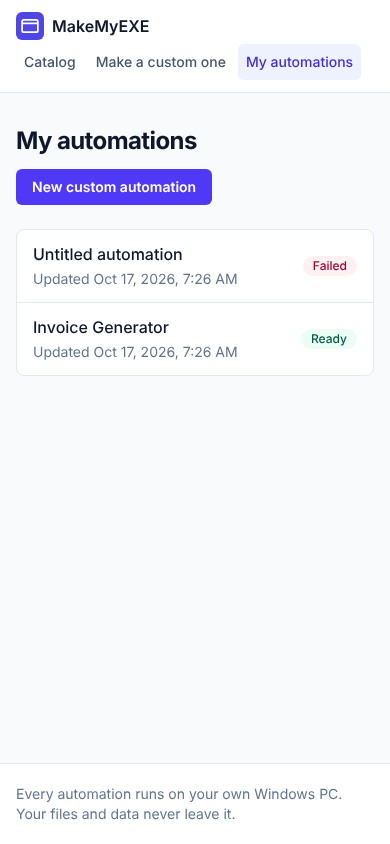 MakeMyEXE
Catalog
Make a custom one
My automations
My automations
New custom automation
Untitled automation
Updated Oct 17, 2026, 7:26 AM
Failed
Invoice Generator
Updated Oct 17, 2026, 7:26 AM
Ready
Every automation runs on your own Windows PC.
Your files and data never leave it.